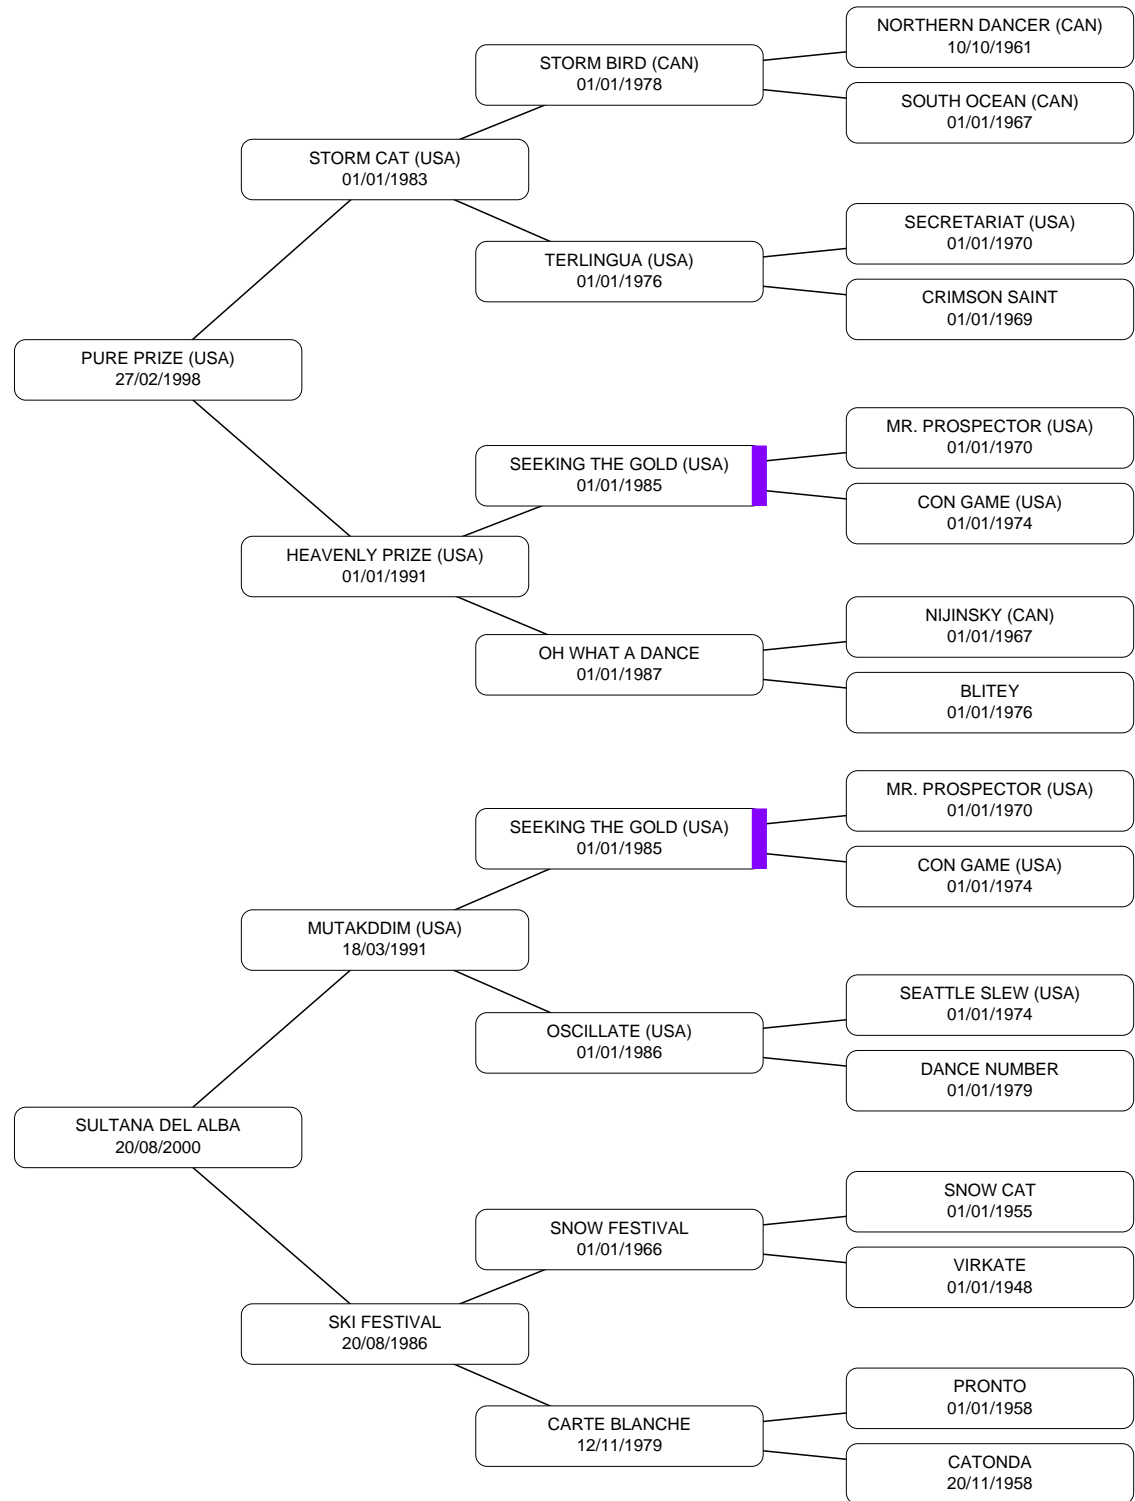 NORTHERN DANCER (CAN)
10/10/1961
STORM BIRD (CAN)
01/01/1978
SOUTH OCEAN (CAN)
01/01/1967
STORM CAT (USA)
01/01/1983
SECRETARIAT (USA)
01/01/1970
TERLINGUA (USA)
01/01/1976
CRIMSON SAINT
01/01/1969
PURE PRIZE (USA)
27/02/1998
MR. PROSPECTOR (USA)
01/01/1970
SEEKING THE GOLD (USA)
01/01/1985
CON GAME (USA)
01/01/1974
HEAVENLY PRIZE (USA)
01/01/1991
NIJINSKY (CAN)
01/01/1967
OH WHAT A DANCE
01/01/1987
BLITEY
01/01/1976
MR. PROSPECTOR (USA)
01/01/1970
SEEKING THE GOLD (USA)
01/01/1985
CON GAME (USA)
01/01/1974
MUTAKDDIM (USA)
18/03/1991
SEATTLE SLEW (USA)
01/01/1974
OSCILLATE (USA)
01/01/1986
DANCE NUMBER
01/01/1979
SULTANA DEL ALBA
20/08/2000
SNOW CAT
01/01/1955
SNOW FESTIVAL
01/01/1966
VIRKATE
01/01/1948
SKI FESTIVAL
20/08/1986
PRONTO
01/01/1958
CARTE BLANCHE
12/11/1979
CATONDA
20/11/1958